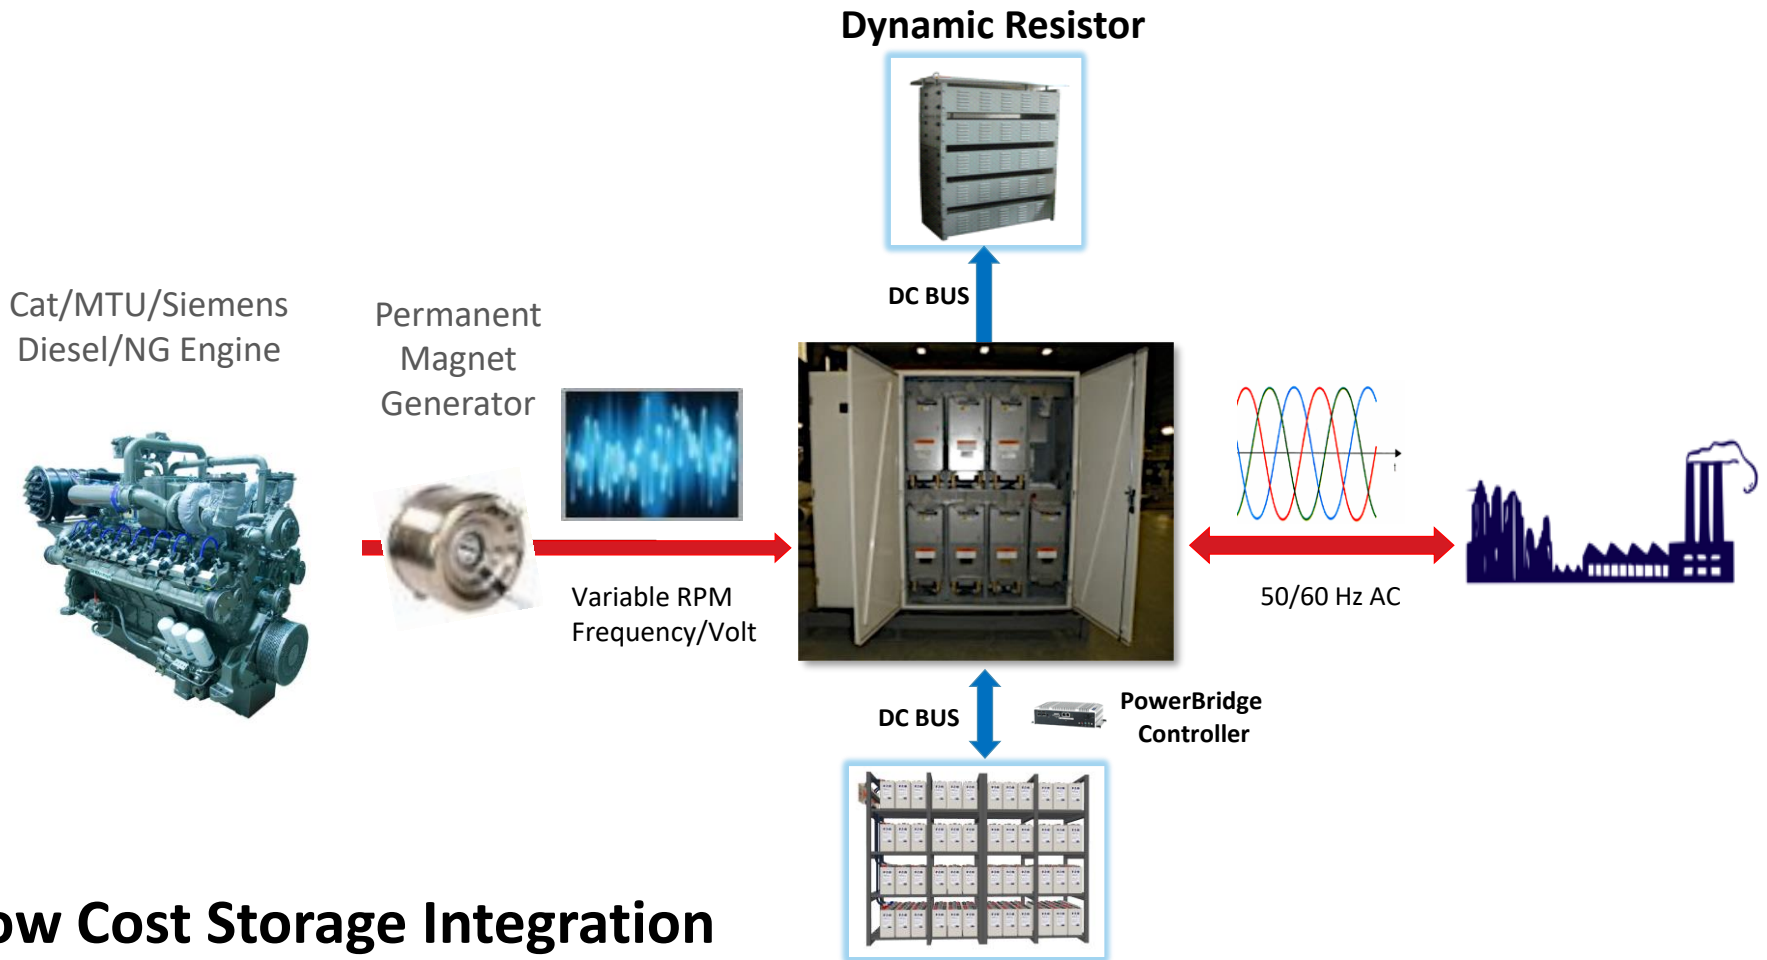 Dynamic Resistor
DC BUS
Cat/MTU/Siemens
Diesel/NG Engine
Permanent
Magnet
Generator
Variable RPM
Frequency/Volt
t
50/60 Hz AC
DC BUS
PowerBridge
Controller
ow Cost Storage Integration